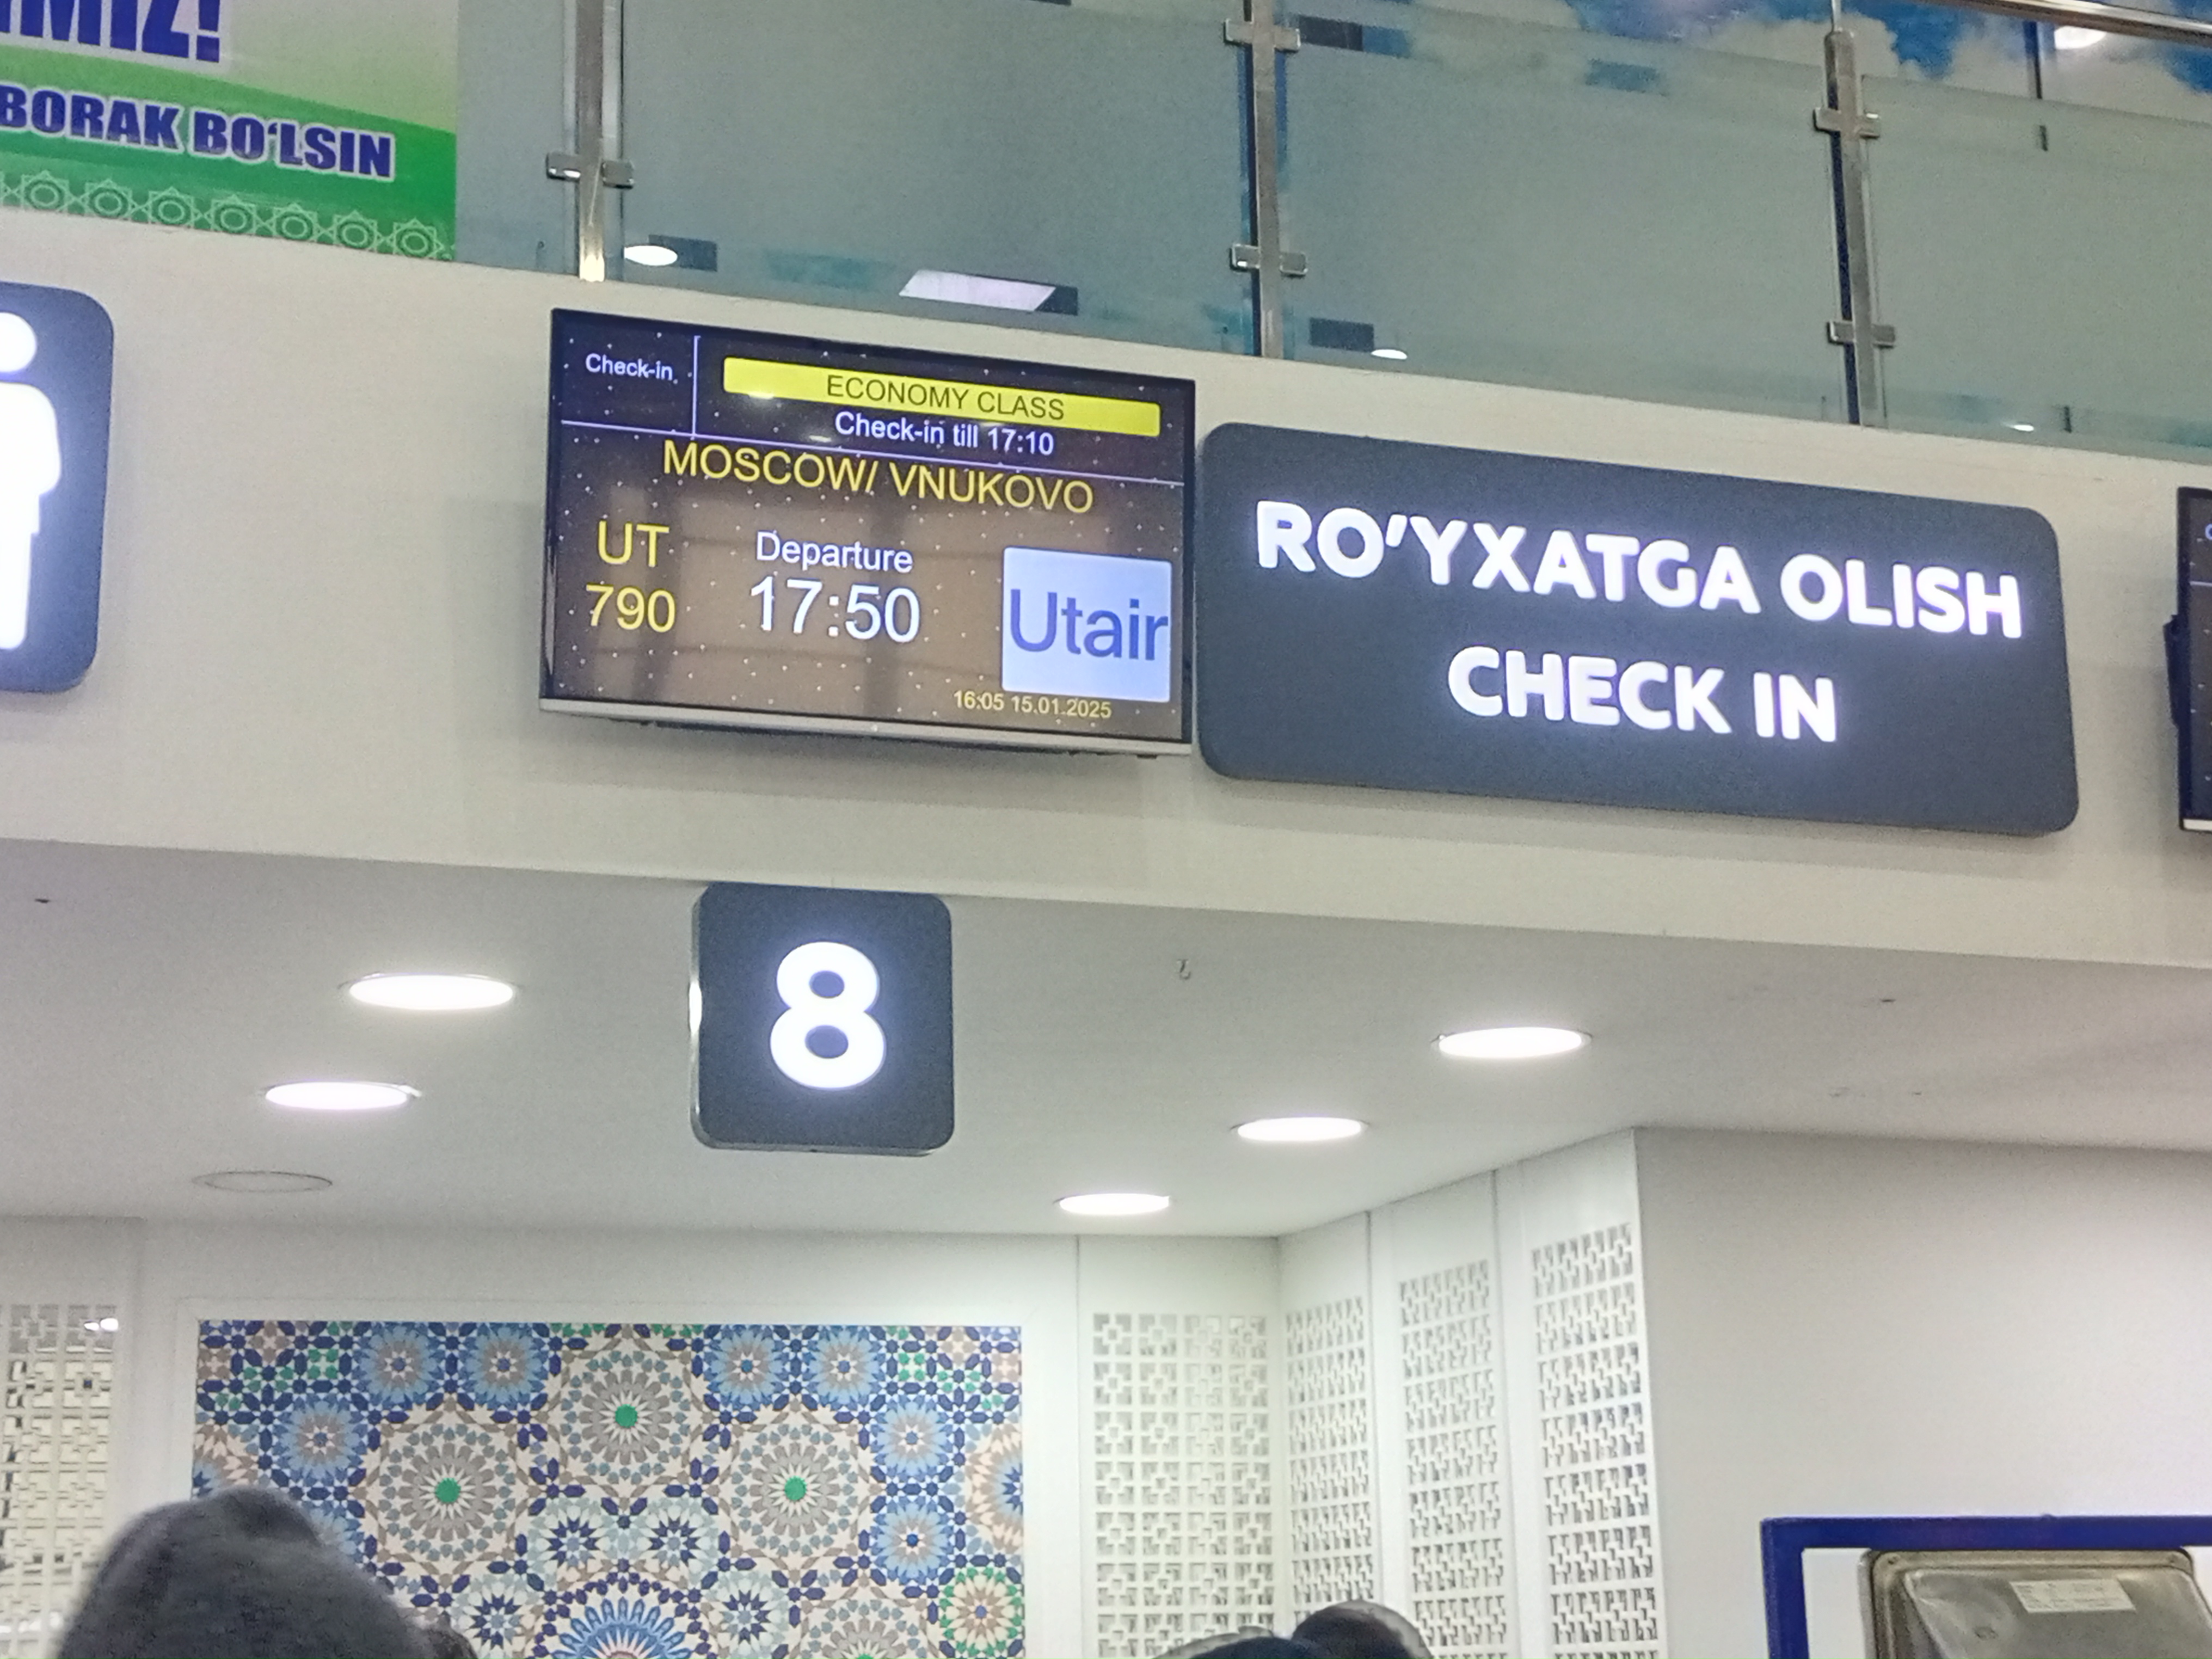 BORAK BO‘LSIN
Check-in
ECONOMY CLASS
Check-in till 17:10
MOSCOW/ VNUKOVO
UT
790
Departure
17:50
Utair
16:05 15.01.2025
RO'YXATGA OLISH
CHECK IN
8